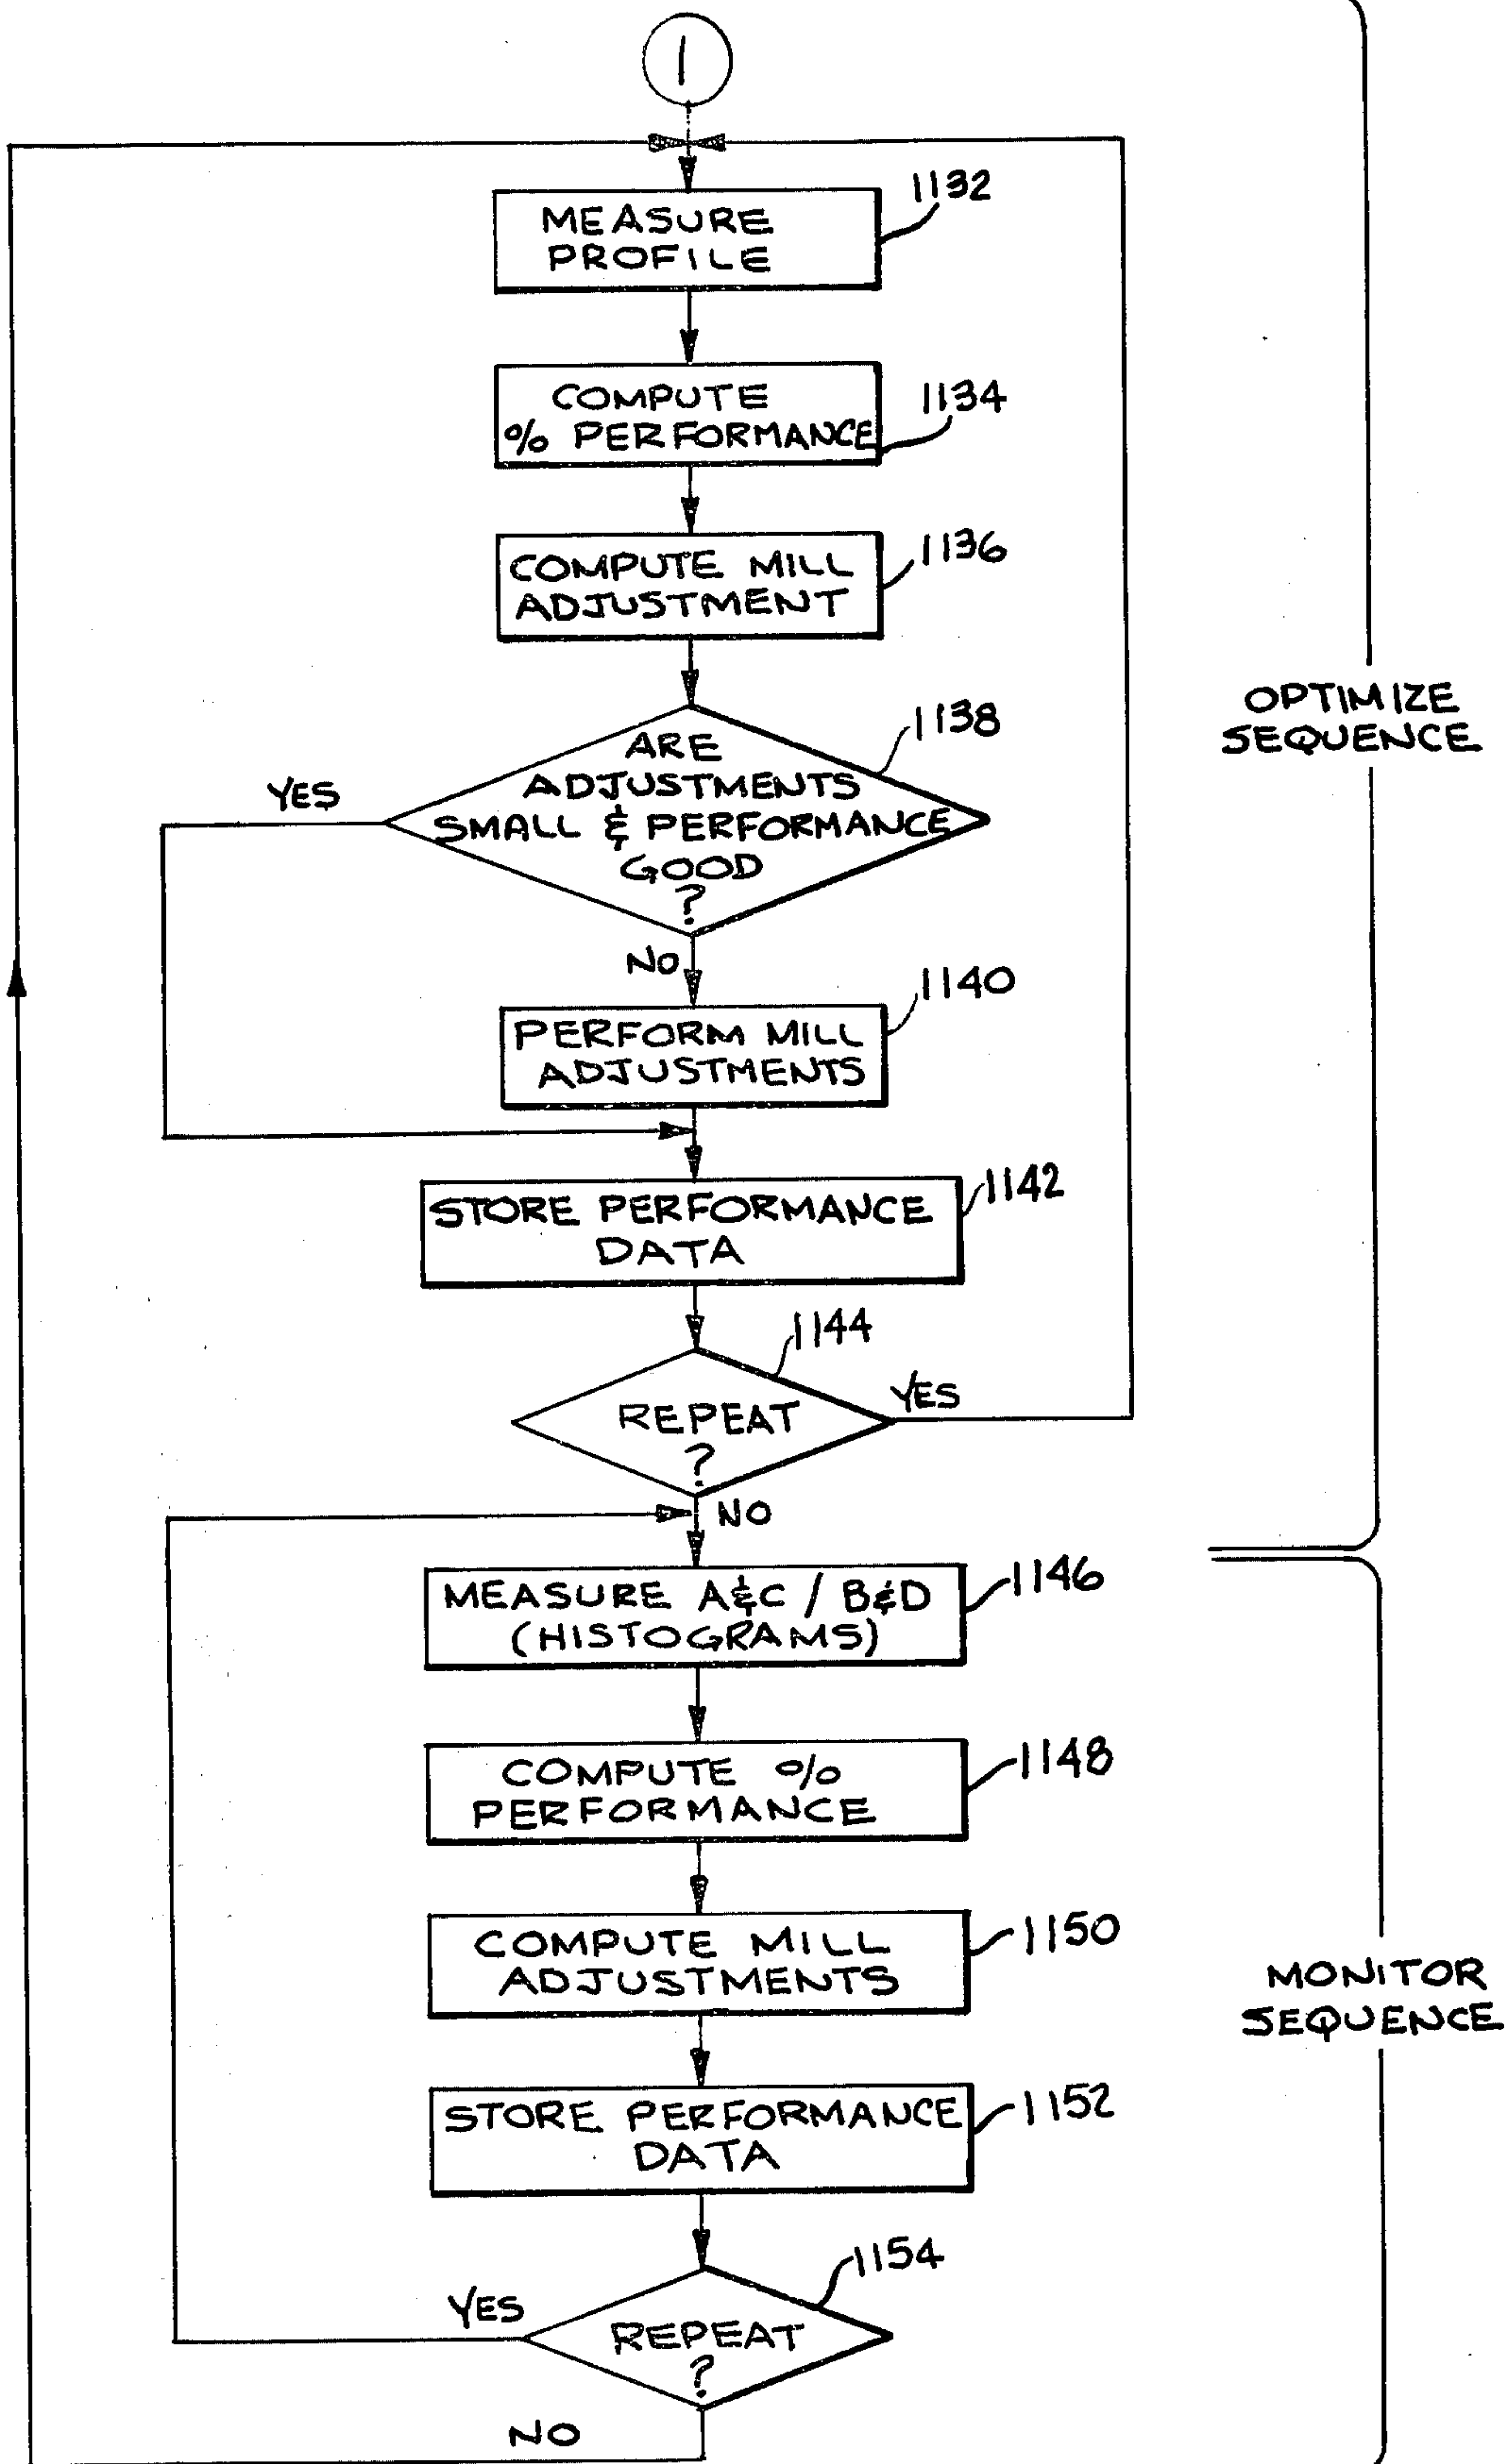 1
1132
MEASURE
PROFILE
COMPUTE
% PERFORMANCE
1134
COMPUTE MILL
ADJUSTMENT
1136
1138
ARE
ADJUSTMENTS
SMALL & PERFORMANCE
GOOD
?
YES
NO
OPTIMIZE
SEQUENCE
1140
PERFORM MILL
ADJUSTMENTS
1142
STORE PERFORMANCE
DATA
1144
REPEAT
?
YES
NO
1146
MEASURE A&C / B&D
(HISTOGRAMS)
1148
COMPUTE %
PERFORMANCE
1150
COMPUTE MILL
ADJUSTMENTS
MONITOR
SEQUENCE
1152
STORE PERFORMANCE
DATA
1154
YES
REPEAT
?
NO